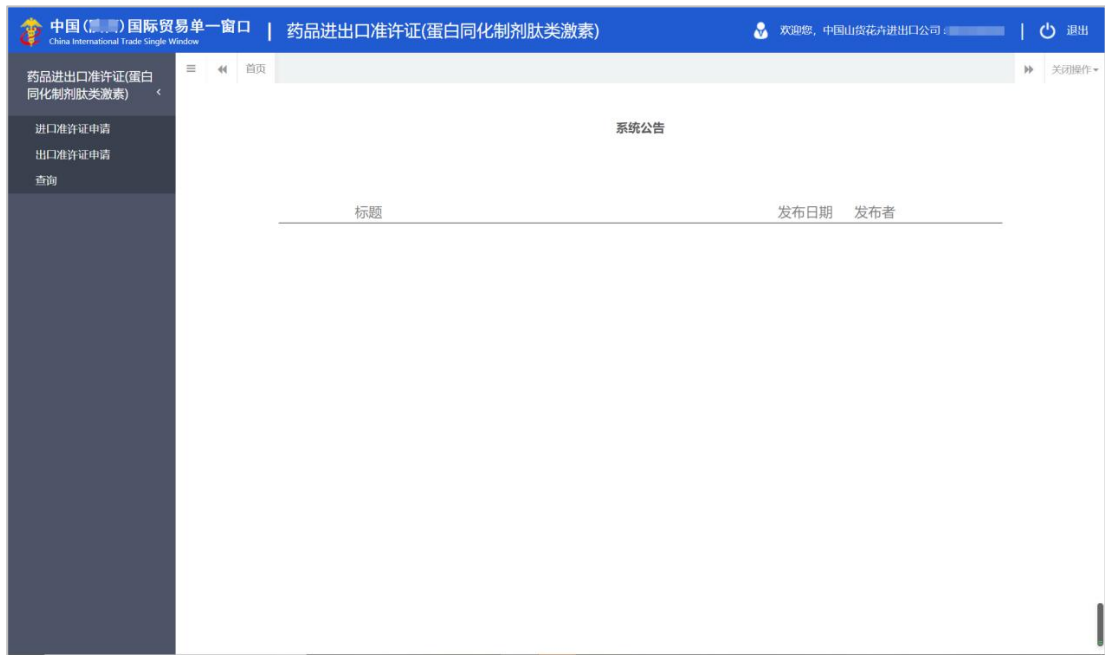 中国( )国际贸易单一窗口 | 药品进出口准许证(蛋白同化制剂肽类激素) 欢迎您，中国山货花卉进出口公司: | 退出
China International Trade Single Window
药品进出口准许证(蛋白
同化制剂肽类激素)
首页 关闭操作
进口准许证申请
出口准许证申请
查询
系统公告
标题 发布日期 发布者